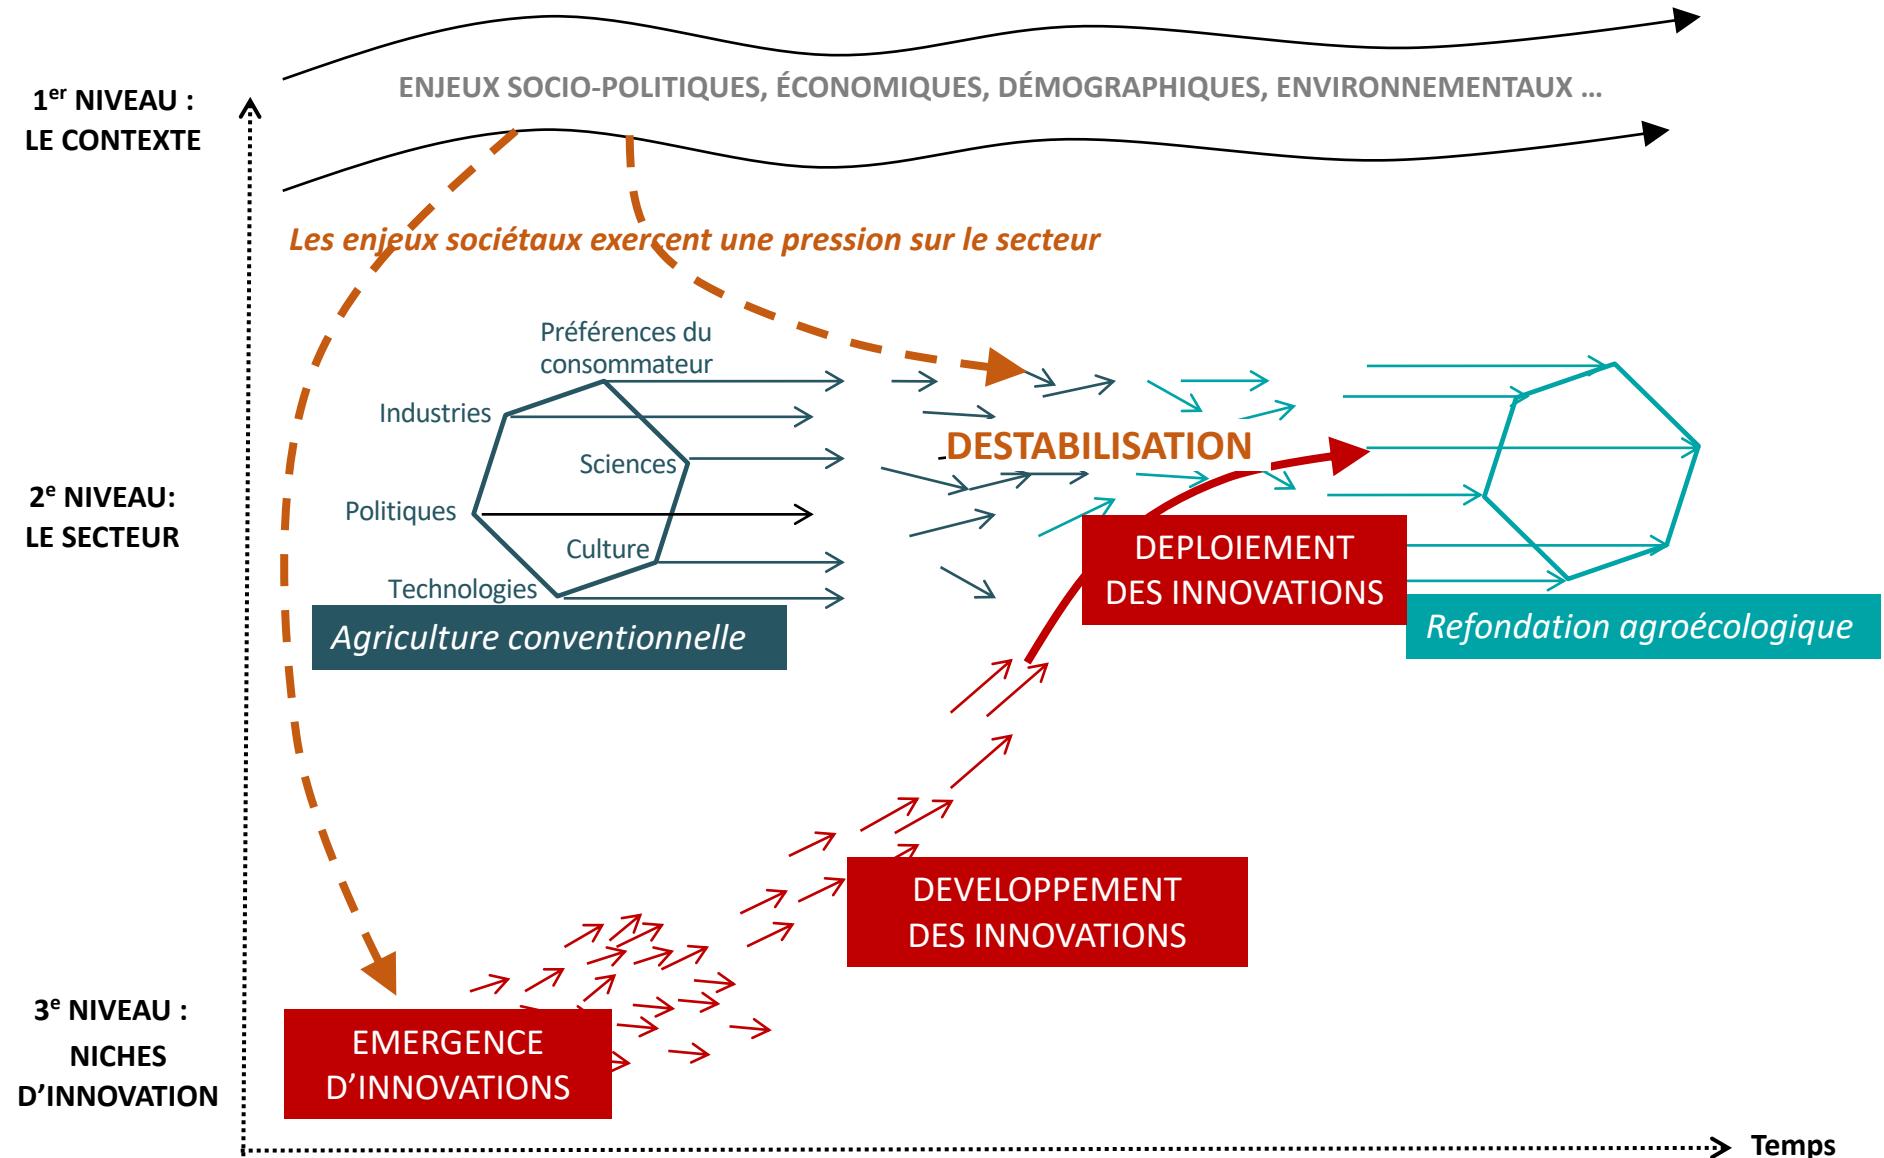 ENJEUX SOCIO-POLITIQUES, ÉCONOMIQUES, DÉMOGRAPHIQUES, ENVIRONNEMENTAUX ...
1er NIVEAU :
LE CONTEXTE
Les enjeux sociétaux exercent une pression sur le secteur
Préférences du
consommateur
Industries
Sciences
Politiques
Culture
Technologies
DESTABILISATION
2e NIVEAU:
LE SECTEUR
DEPLOIEMENT
DES INNOVATIONS
Agriculture conventionnelle
Refondation agroécologique
DEVELOPPEMENT
DES INNOVATIONS
3e NIVEAU :
NICHES
D’INNOVATION
EMERGENCE
D’INNOVATIONS
Temps